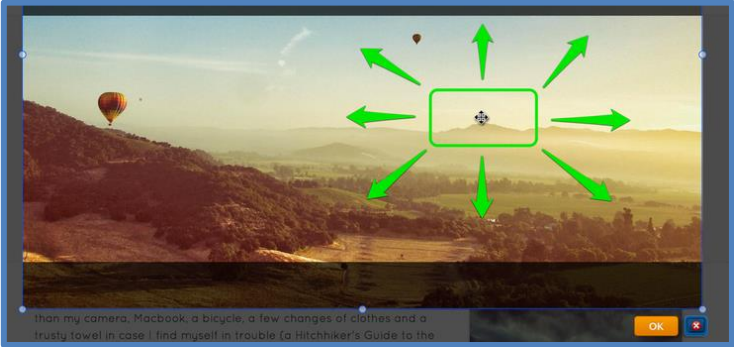 than my camera, Macbook, a bicycle, a few changes of clothes and a
trusty towel in case I find myself in trouble (a Hitchhiker's Guide to the
OK